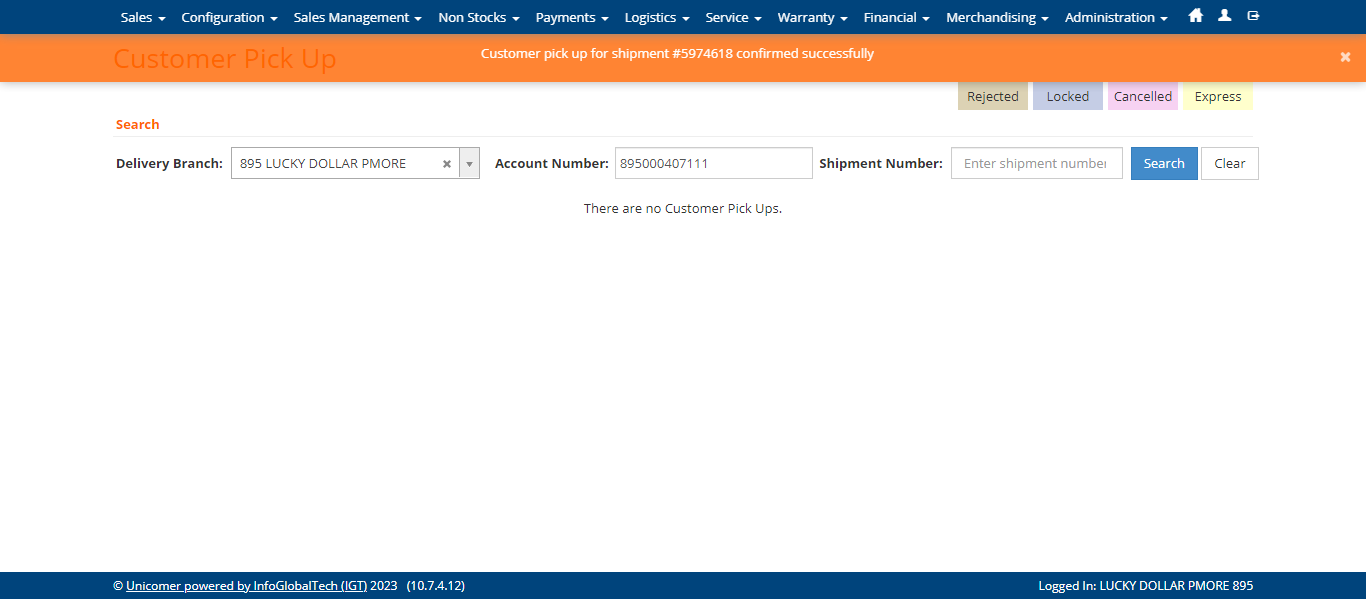 Sales Configuration Sales Management Non Stocks Payments Logistics Service Warranty Financial Merchandising Administration
Customer Pick Up
Customer pick up for shipment #5974618 confirmed successfully
Rejected Locked Cancelled Express
Search
Delivery Branch: 895 LUCKY DOLLAR PMORE Account Number: 895000407111 Shipment Number: Enter shipment number Search Clear
There are no Customer Pick Ups.
© Unicomer powered by InfoGlobalTech (IGT) 2023 (10.7.4.12) Logged In: LUCKY DOLLAR PMORE 895